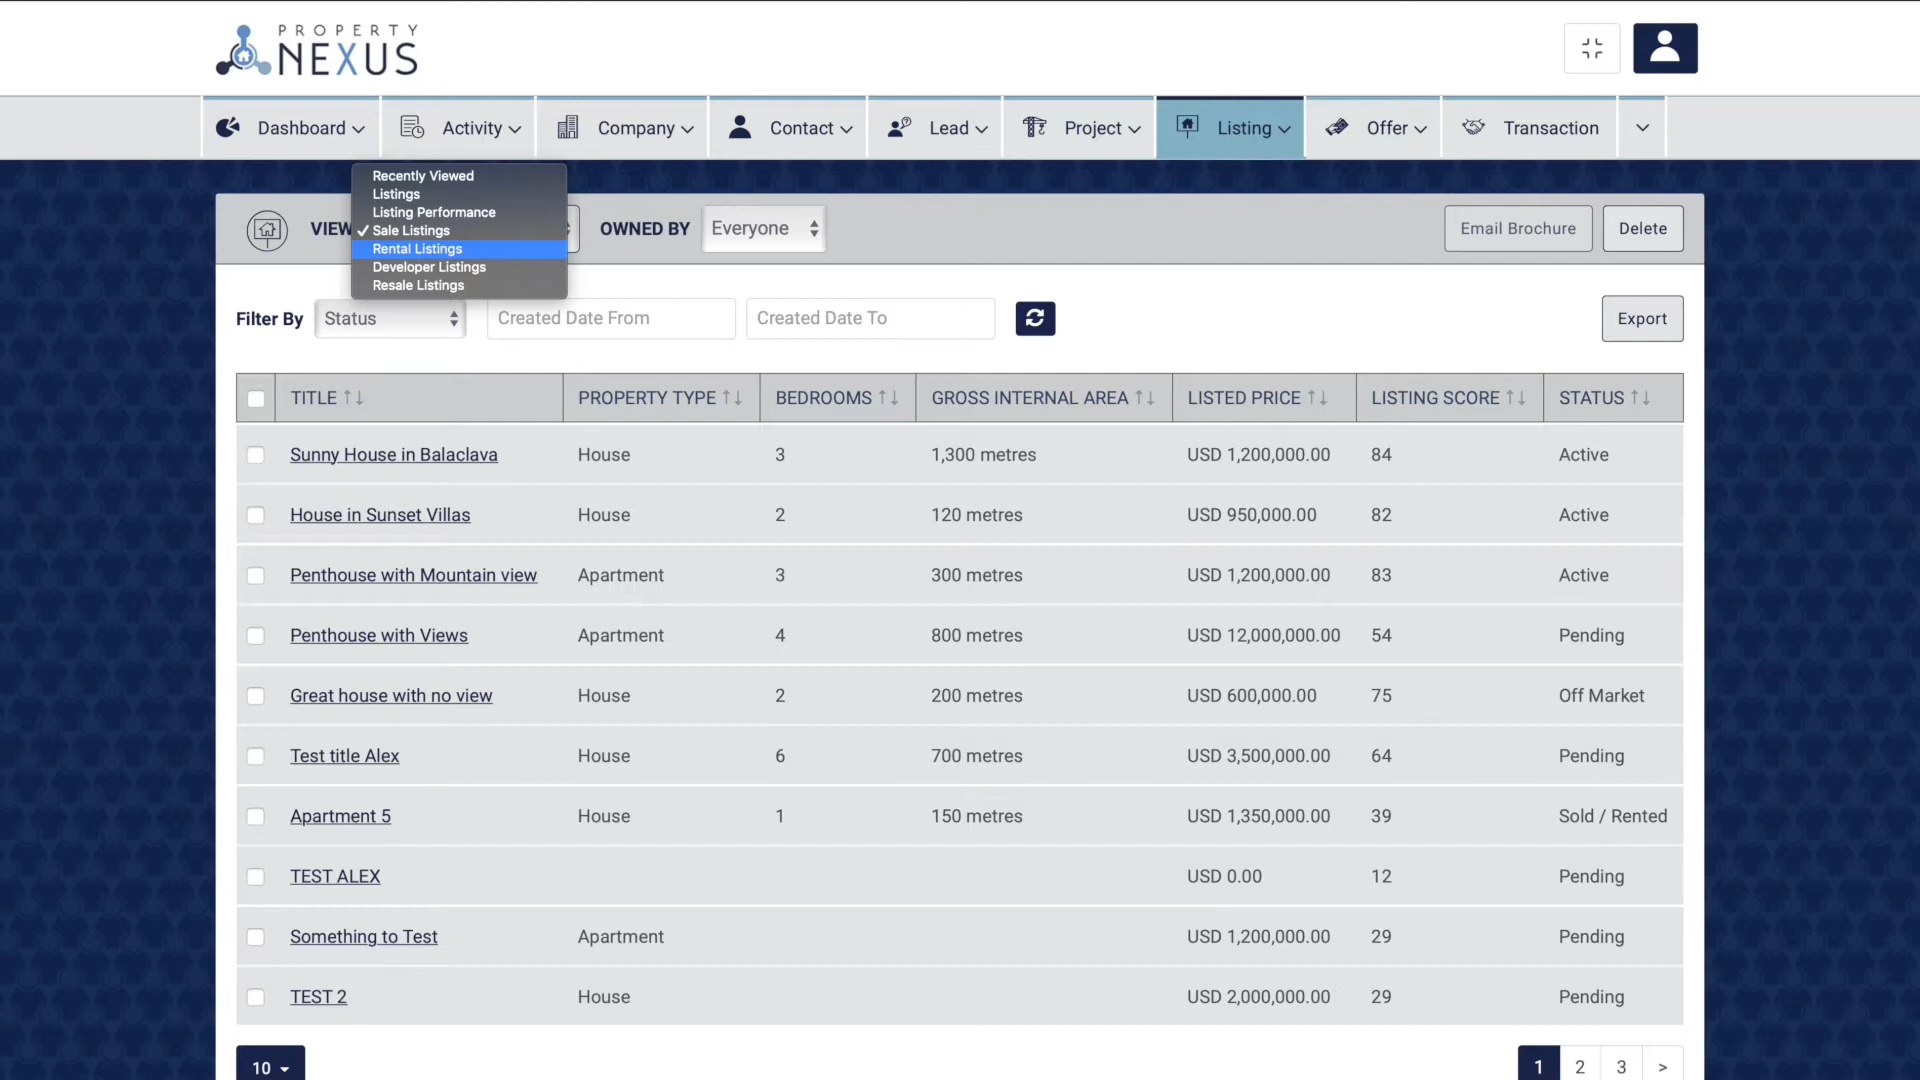 PROPERTY
NEXUS
Dashboard
Activity
Company
Contact
Lead
Project
Listing
Offer
Transaction
VIEW
Recently Viewed
Listings
Listing Performance
✓ Sale Listings
Rental Listings
Developer Listings
Resale Listings
OWNED BY
Everyone
Email Brochure
Delete
Filter By
Status
Created Date From
Created Date To
Export
TITLE PROPERTY TYPE BEDROOMS GROSS INTERNAL AREA LISTED PRICE LISTING SCORE STATUS
Sunny House in Balaclava House 3 1,300 metres USD 1,200,000.00 84 Active
House in Sunset Villas House 2 120 metres USD 950,000.00 82 Active
Penthouse with Mountain view Apartment 3 300 metres USD 1,200,000.00 83 Active
Penthouse with Views Apartment 4 800 metres USD 12,000,000.00 54 Pending
Great house with no view House 2 200 metres USD 600,000.00 75 Off Market
Test title Alex House 6 700 metres USD 3,500,000.00 64 Pending
Apartment 5 House 1 150 metres USD 1,350,000.00 39 Sold / Rented
TEST ALEX USD 0.00 12 Pending
Something to Test Apartment USD 1,200,000.00 29 Pending
TEST 2 House USD 2,000,000.00 29 Pending
10
1 2 3 >